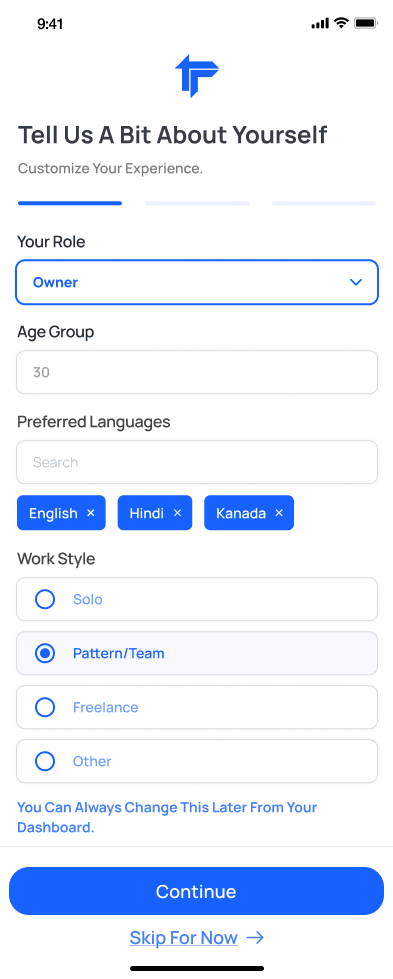 9:41
Tell Us A Bit About Yourself
Customize Your Experience.
Your Role
Owner
Age Group
30
Preferred Languages
Search
English × Hindi × Kanada ×
Work Style
Solo
Pattern/Team
Freelance
Other
You Can Always Change This Later From Your
Dashboard.
Continue
Skip For Now →